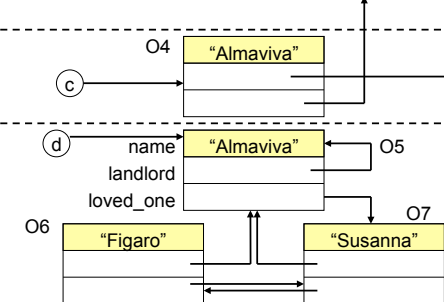 O4
“Almaviva”
c
d
name
“Almaviva”
O5
landlord
loved_one
O6
O7
“Figaro”
“Susanna”